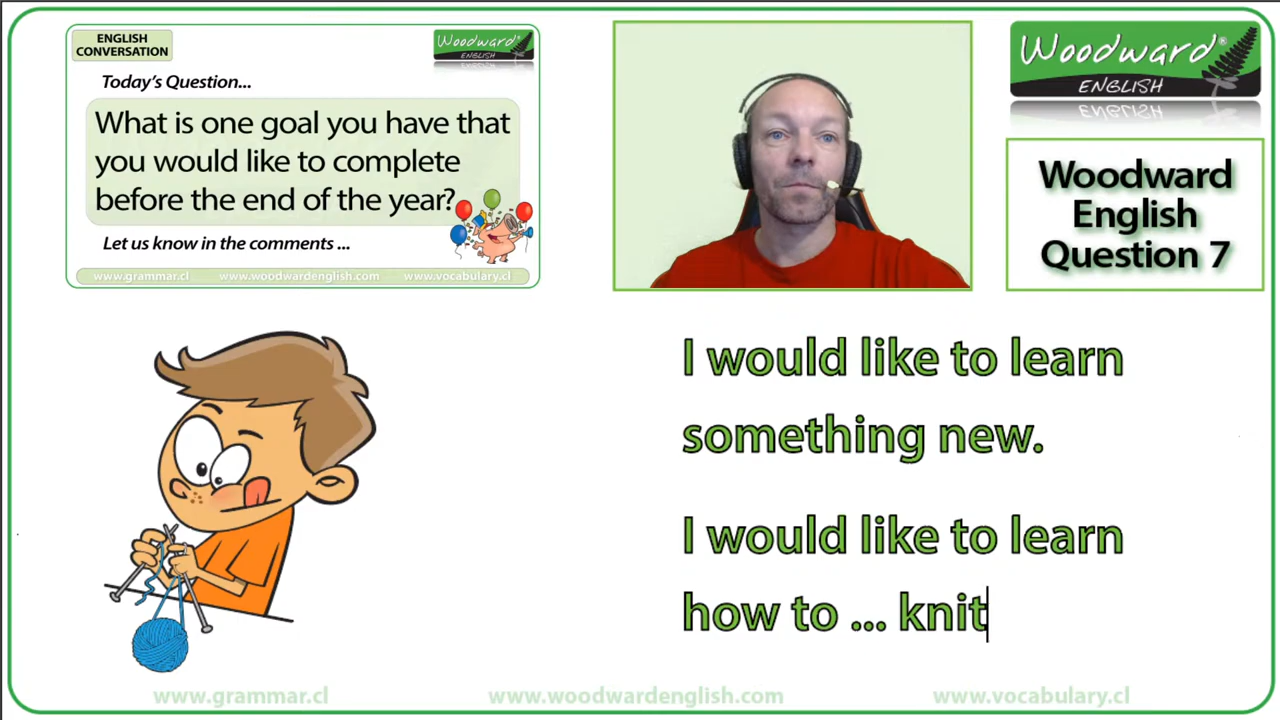 ENGLISH
CONVERSATION
Woodward
ENGLISH
Today's Question...
What is one goal you have that
you would like to complete
before the end of the year?
Let us know in the comments ...
www.grammar.cl www.woodwardenglish.com www.vocabulary.cl
Woodward®
ENGLISH
Woodward
English
Question 7
I would like to learn
something new.
I would like to learn
how to ... knit
www.grammar.cl www.woodwardenglish.com www.vocabulary.cl